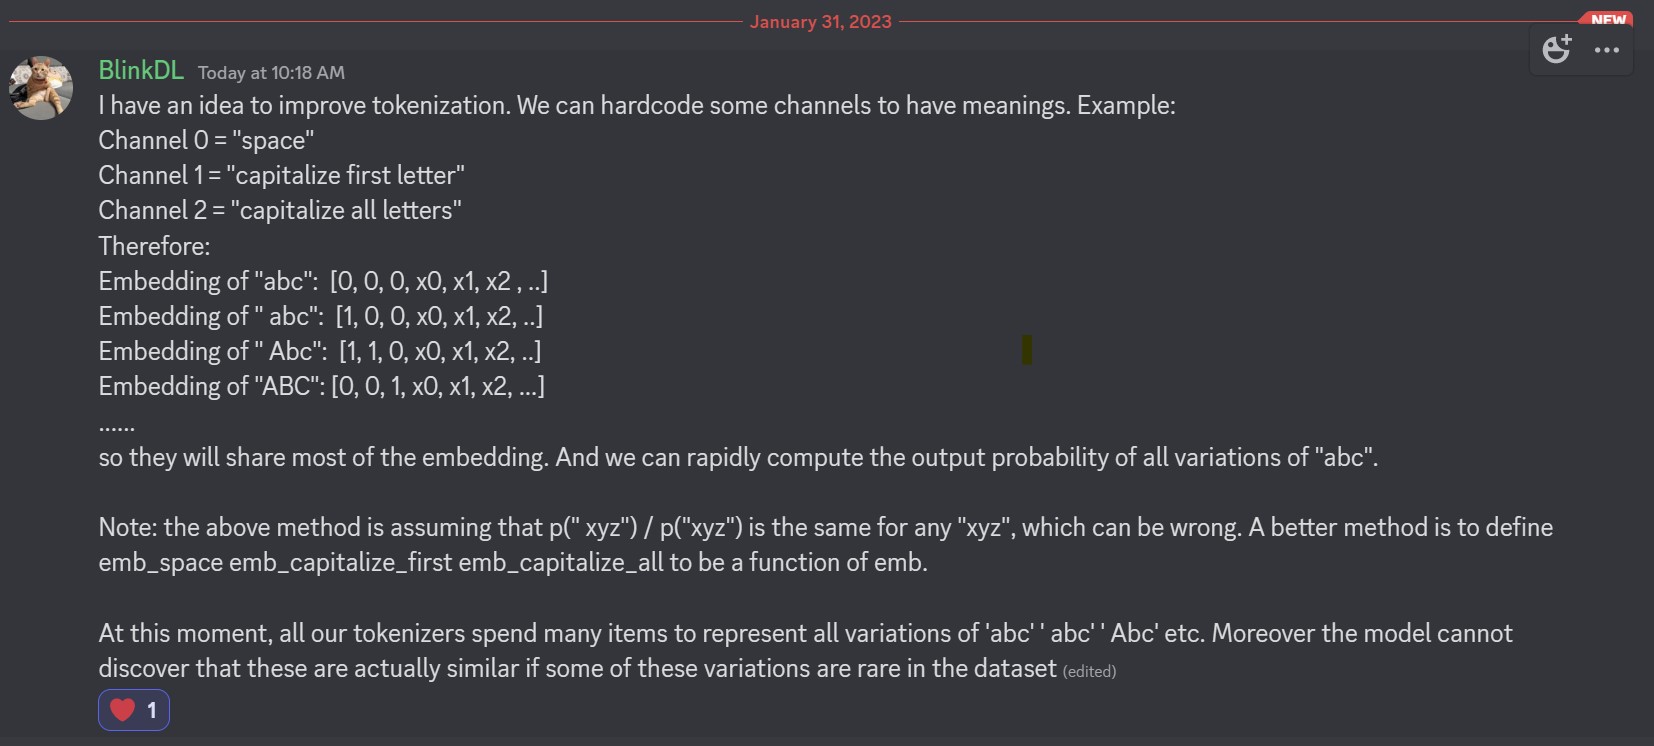 January 31, 2023
NEW
BlinkDL Today at 10:18 AM
I have an idea to improve tokenization. We can hardcode some channels to have meanings. Example:
Channel 0 = "space"
Channel 1 = "capitalize first letter"
Channel 2 = "capitalize all letters"
Therefore:
Embedding of "abc":  [0, 0, 0, x0, x1, x2 , ..]
Embedding of " abc":  [1, 0, 0, x0, x1, x2, ..]
Embedding of " Abc":  [1, 1, 0, x0, x1, x2, ..]
Embedding of "ABC": [0, 0, 1, x0, x1, x2, ...]
......
so they will share most of the embedding. And we can rapidly compute the output probability of all variations of "abc".
Note: the above method is assuming that p(" xyz") / p("xyz") is the same for any "xyz", which can be wrong. A better method is to define
emb_space emb_capitalize_first emb_capitalize_all to be a function of emb.
At this moment, all our tokenizers spend many items to represent all variations of 'abc' ' abc' ' Abc' etc. Moreover the model cannot
discover that these are actually similar if some of these variations are rare in the dataset (edited)
1